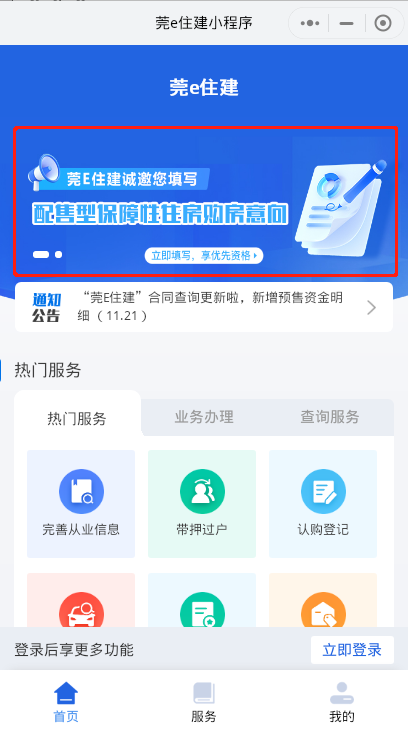 莞e住建小程序
莞e住建
莞E住建诚邀您填写
配售型保障性住房购房意向
立即填写，享优先资格
通知
公告
“莞E住建”合同查询更新啦，新增预售资金明
细（11.21）
热门服务
热门服务 业务办理 查询服务
完善从业信息 带押过户 认购登记
登录后享更多功能 立即登录
首页 服务 我的